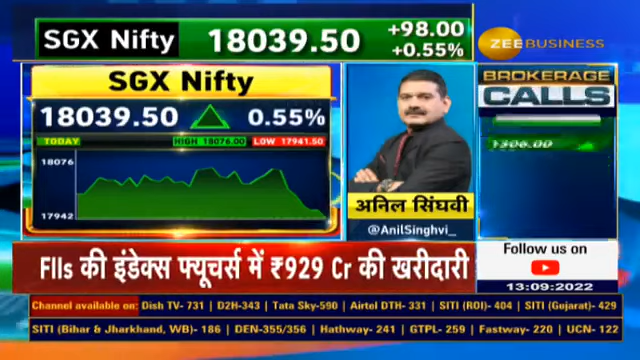 SGX Nifty
18039.50
+98.00
+0.55%
ZEE BUSINESS
SGX Nifty
18039.50
0.55%
TODAY
HIGH 18076.00
LOW 17941.50
18076
17942
अनिल सिंघवी
@AnilSinghvi_
BROKERAGE
CALLS
1306.00
FIIs की इंडेक्स फ्यूचर्स में ₹929 Cr की खरीदारी
Follow us on
13:09:2022
Channel available on: Dish TV- 731 | D2H-343 | Tata Sky-590 | Airtel DTH- 331 | SITI (ROI)- 404 | SITI (Gujarat)- 429
SITI (Bihar & Jharkhand, WB)- 186 | DEN-355/356 | Hathway- 241 | GTPL- 259 | Fastway- 220 | UCN- 122